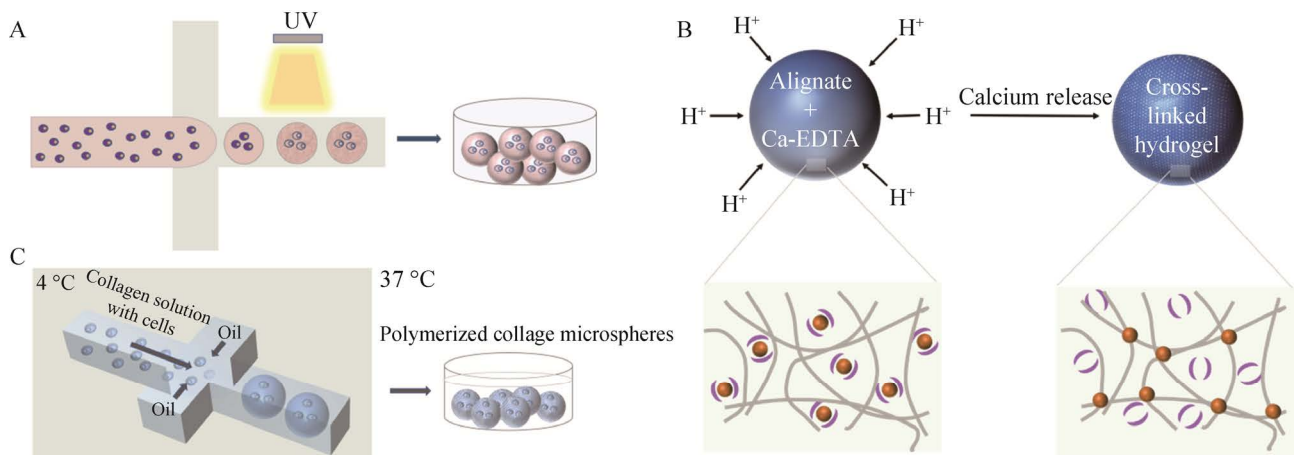 A
UV
B
H⁺
H⁺
H⁺
H⁺
H⁺
H⁺
Alignate
+
Ca-EDTA
Calcium release
Cross-
linked
hydrogel
C
4 °C
Collagen solution
with cells
Oil
Oil
37 °C
Polymerized collage microspheres